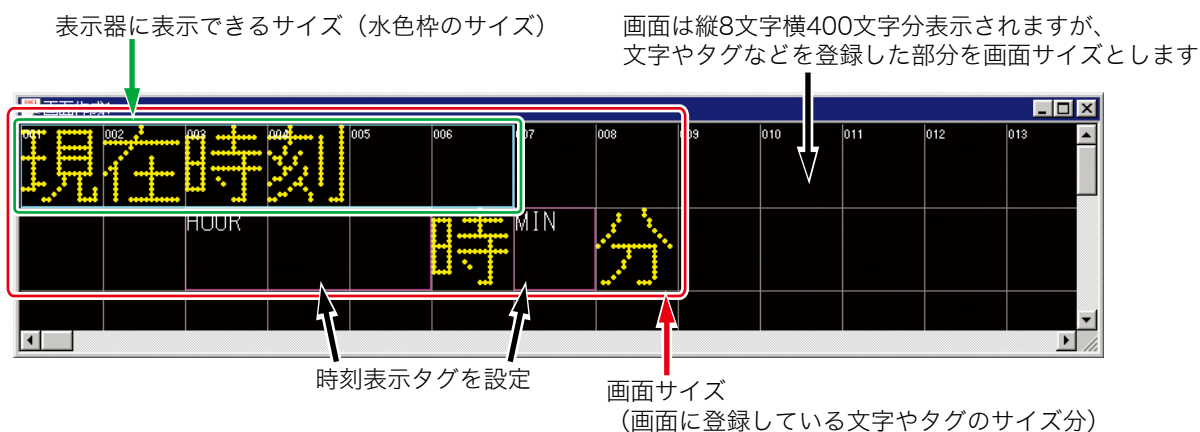 表示器に表示できるサイズ（水色枠のサイズ）
画面は縦8文字横400文字分表示されますが、
文字やタグなどを登録した部分を画面サイズとします
画面作成1
001 002 003 004 005 006 007 008 009 010 011 012 013
現在時刻
HOUR 時 MIN 分
時刻表示タグを設定
画面サイズ
（画面に登録している文字やタグのサイズ分）